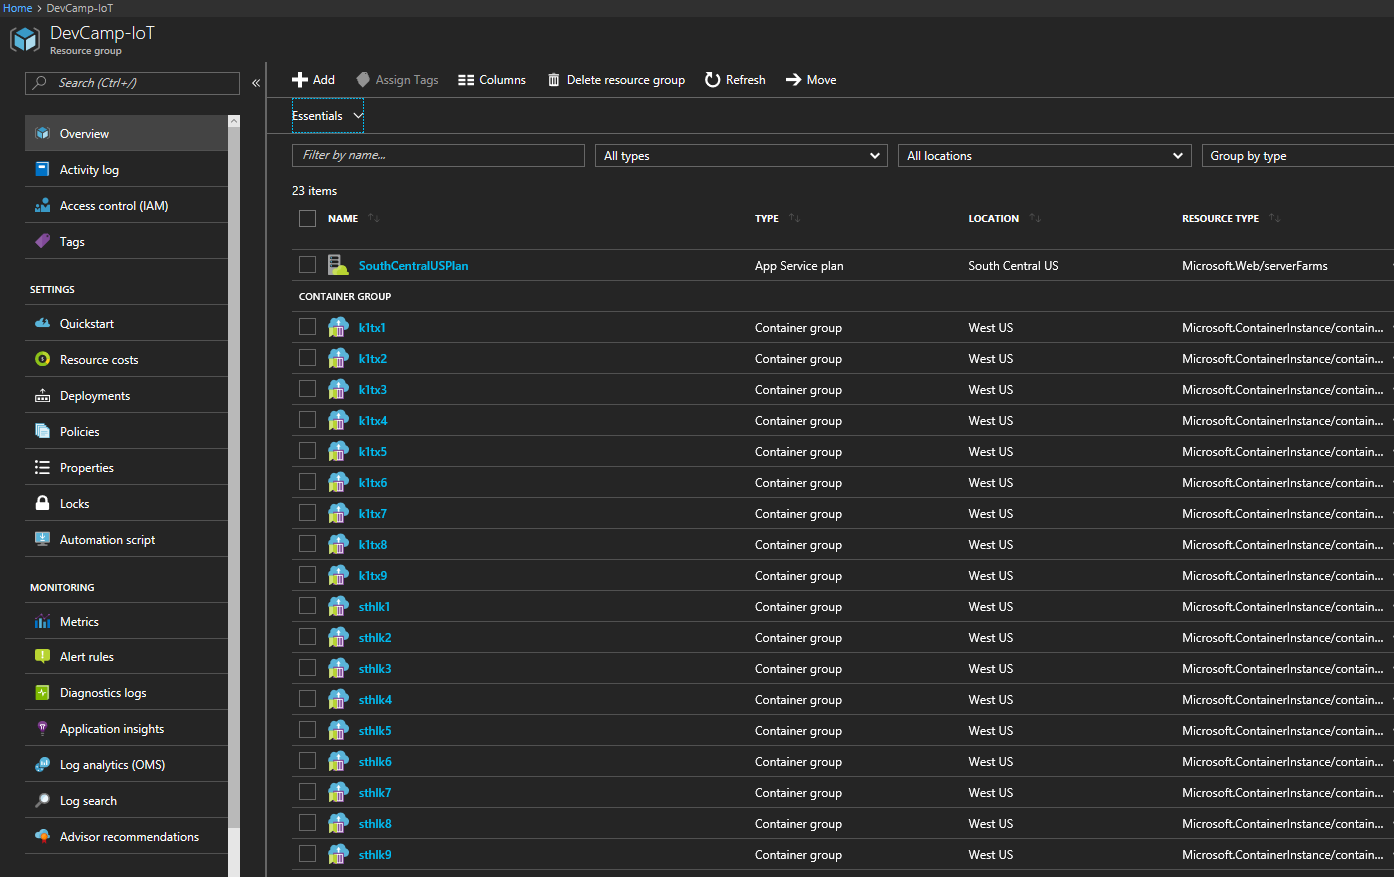 Home > DevCamp-IoT
DevCamp-IoT
Resource group
Search (Ctrl+/)
Overview
Activity log
Access control (IAM)
Tags
SETTINGS
Quickstart
Resource costs
Deployments
Policies
Properties
Locks
Automation script
MONITORING
Metrics
Alert rules
Diagnostics logs
Application insights
Log analytics (OMS)
Log search
Advisor recommendations
Add Assign Tags Columns Delete resource group Refresh Move
Essentials
Filter by name... All types All locations Group by type
23 items
NAME TYPE LOCATION RESOURCE TYPE
SouthCentralUSPlan App Service plan South Central US Microsoft.Web/serverFarms
CONTAINER GROUP
k1tx1 Container group West US Microsoft.ContainerInstance/contain...
k1tx2 Container group West US Microsoft.ContainerInstance/contain...
k1tx3 Container group West US Microsoft.ContainerInstance/contain...
k1tx4 Container group West US Microsoft.ContainerInstance/contain...
k1tx5 Container group West US Microsoft.ContainerInstance/contain...
k1tx6 Container group West US Microsoft.ContainerInstance/contain...
k1tx7 Container group West US Microsoft.ContainerInstance/contain...
k1tx8 Container group West US Microsoft.ContainerInstance/contain...
k1tx9 Container group West US Microsoft.ContainerInstance/contain...
sthlk1 Container group West US Microsoft.ContainerInstance/contain...
sthlk2 Container group West US Microsoft.ContainerInstance/contain...
sthlk3 Container group West US Microsoft.ContainerInstance/contain...
sthlk4 Container group West US Microsoft.ContainerInstance/contain...
sthlk5 Container group West US Microsoft.ContainerInstance/contain...
sthlk6 Container group West US Microsoft.ContainerInstance/contain...
sthlk7 Container group West US Microsoft.ContainerInstance/contain...
sthlk8 Container group West US Microsoft.ContainerInstance/contain...
sthlk9 Container group West US Microsoft.ContainerInstance/contain...